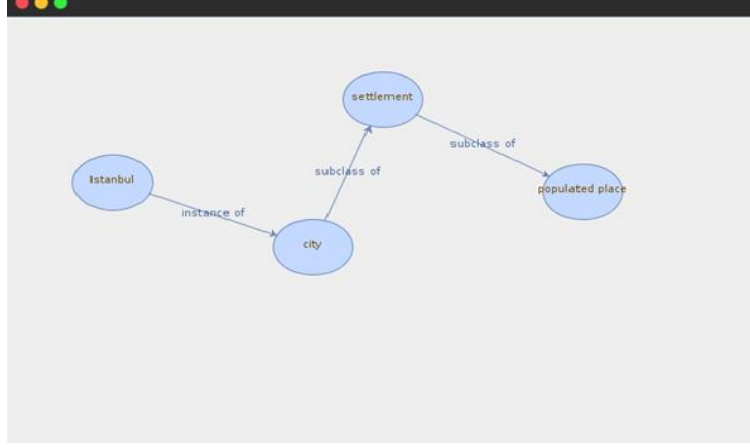 settlement
subclass of
subclass of
Istanbul
populated place
instance of
city